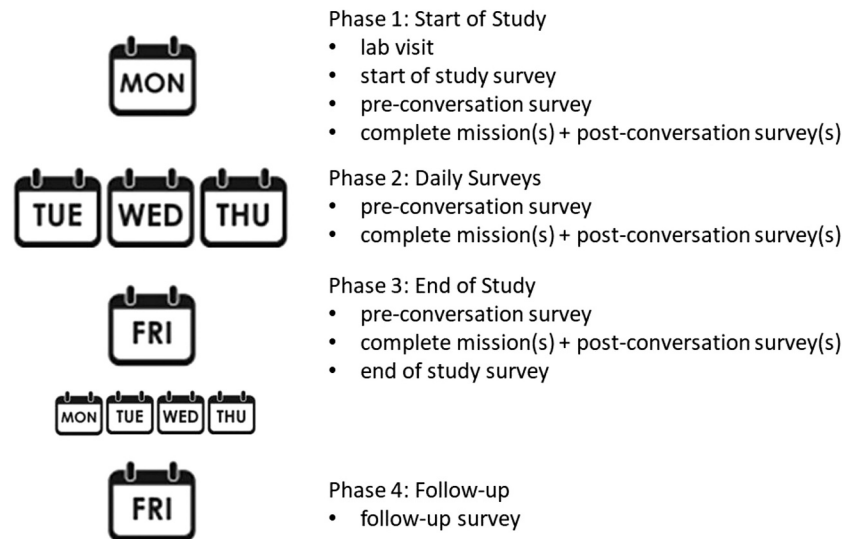 Phase 1: Start of Study
• lab visit
MON
• start of study survey
• pre-conversation survey
• complete mission(s) + post-conversation survey(s)
Phase 2: Daily Surveys
TUE WED THU
• pre-conversation survey
• complete mission(s) + post-conversation survey(s)
Phase 3: End of Study
• pre-conversation survey
FRI
• complete mission(s) + post-conversation survey(s)
• end of study survey
MON TUE WED THU
Phase 4: Follow-up
FRI
• follow-up survey